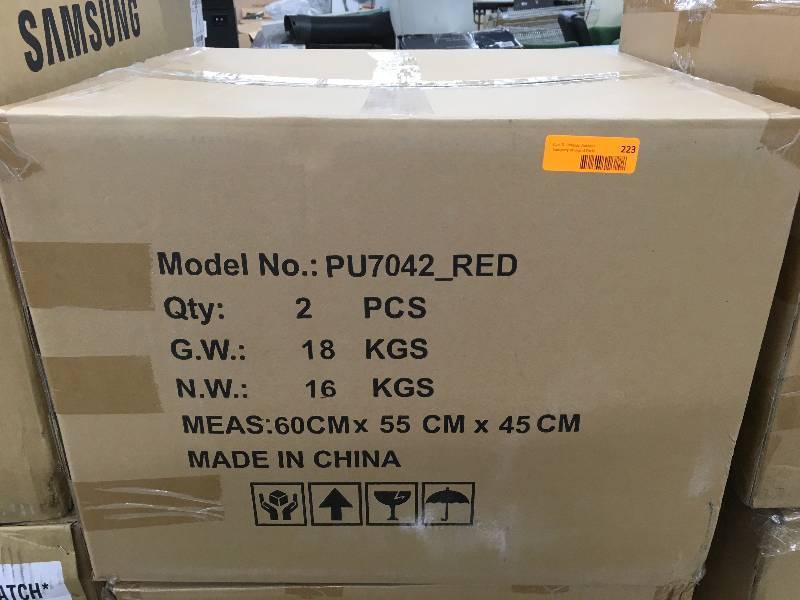 SAMSUNG
223
Model No.: PU7042_RED
Qty: 2 PCS
G.W.: 18 KGS
N.W.: 16 KGS
MEAS:60CM x 55 CM x 45 CM
MADE IN CHINA
ATCH*